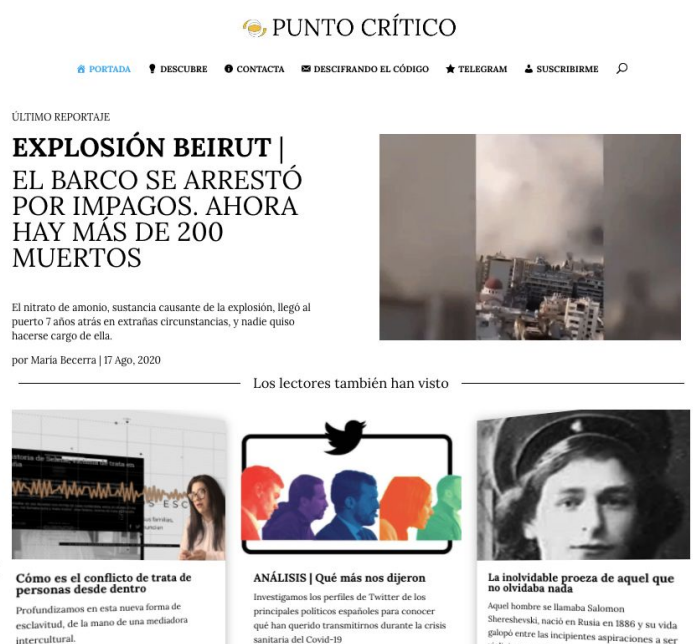 PUNTO CRÍTICO
PORTADA
DESCUBRE
CONTACTA
DESCIFRANDO EL CÓDIGO
TELEGRAM
SUSCRIBIRME
ÚLTIMO REPORTAJE
EXPLOSIÓN BEIRUT |
EL BARCO SE ARRESTÓ
POR IMPAGOS. AHORA
HAY MÁS DE 200
MUERTOS
El nitrato de amonio, sustancia causante de la explosión, llegó al
puerto 7 años atrás en extrañas circunstancias, y nadie quiso
hacerse cargo de ella.
por María Becerra | 17 Ago, 2020
Los lectores también han visto
trata en
S ESC
familias,
Cómo es el conflicto de trata de
personas desde dentro
Profundizamos en esta nueva forma de
esclavitud, de la mano de una mediadora
intercultural.
ANÁLISIS | Qué más nos dijeron
Investigamos los perfiles de Twitter de los
principales políticos españoles para conocer
qué han querido transmitirnos durante la crisis
sanitaria del Covid-19
La inolvidable proeza de aquel que
no olvidaba nada
Aquel hombre se llamaba Salomon
Shereshevski, nació en Rusia en 1886 y su vida
galopó entre las incipientes aspiraciones a ser